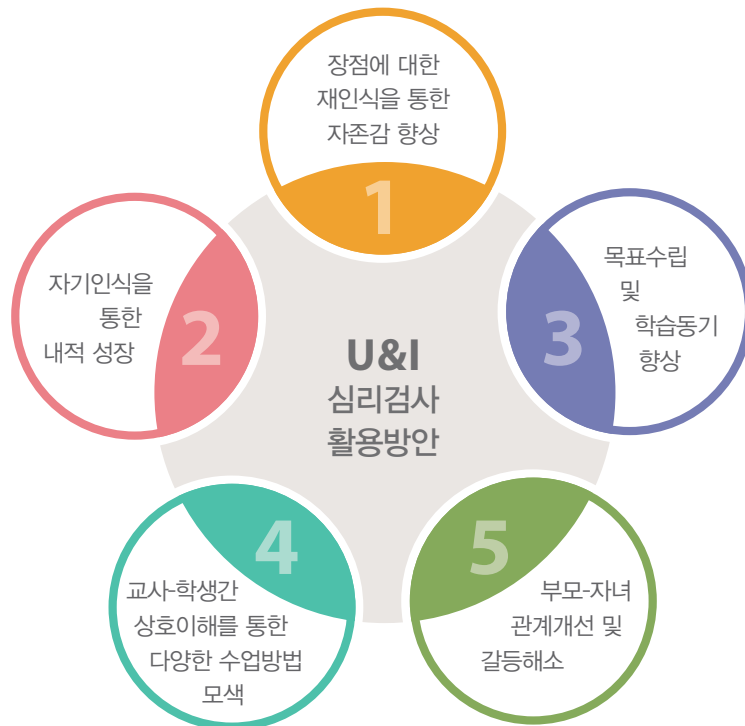 장점에 대한
재인식을 통한
자존감 향상
1
자기인식을
통한
내적 성장
2
3
목표수립
및
학습동기
향상
U&I
심리검사
활용방안
4
교사-학생간
상호이해를 통한
다양한 수업방법
모색
5
부모-자녀
관계개선 및
갈등해소